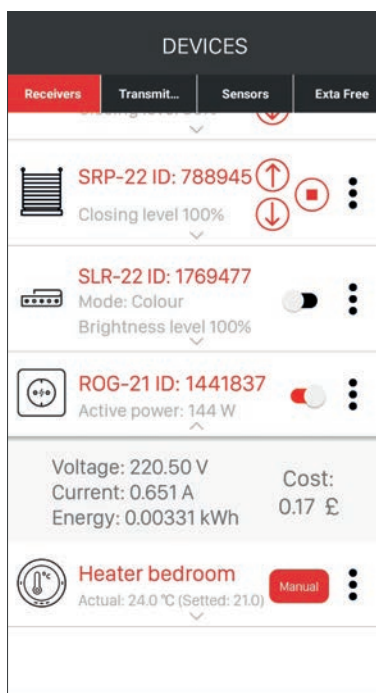 DEVICES
Receivers
Transmit...
Sensors
Exta Free
Closing level
SRP-22 ID: 788945
Closing level 100%
SLR-22 ID: 1769477
Mode: Colour
Brightness level 100%
ROG-21 ID: 1441837
Active power: 144 W
Voltage: 220.50 V
Current: 0.651 A
Energy: 0.00331 kWh
Cost:
0.17 £
Heater bedroom
Manual
Actual: 24.0 °C (Setted: 21.0)